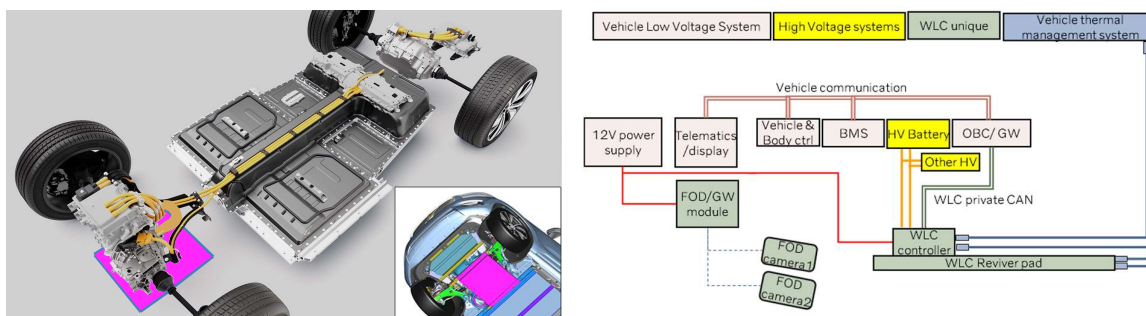 Vehicle Low Voltage System
High Voltage systems
WLC unique
Vehicle thermal
management system
Vehicle communication
12V power
supply
Telematics
/display
Vehicle &
Body ctrl
BMS
HV Battery
OBC/ GW
Other HV
FOD/GW
module
WLC private CAN
FOD
camera1
FOD
camera2
WLC
controller
WLC Reviver pad